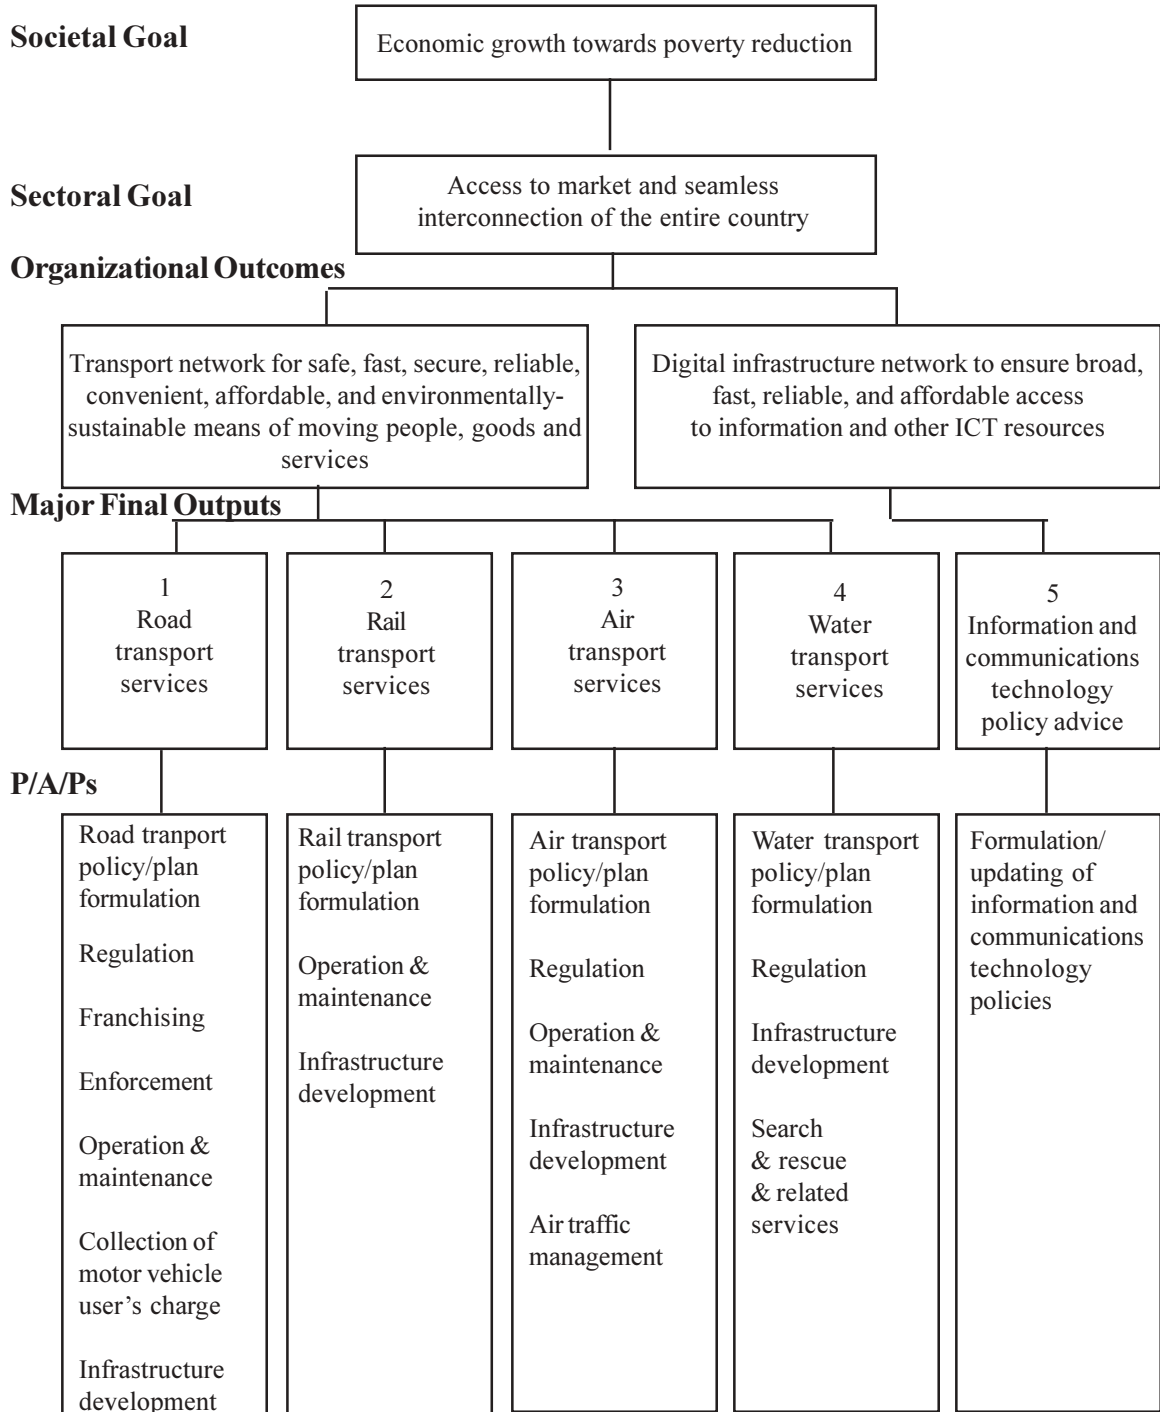 Societal Goal
Economic growth towards poverty reduction
Sectoral Goal
Access to market and seamless
interconnection of the entire country
Organizational Outcomes
Transport network for safe, fast, secure, reliable,
convenient, affordable, and environmentally-
sustainable means of moving people, goods and
services
Digital infrastructure network to ensure broad,
fast, reliable, and affordable access
to information and other ICT resources
Major Final Outputs
1
Road
transport
services
2
Rail
transport
services
3
Air
transport
services
4
Water
transport
services
5
Information and
communications
technology
policy advice
P/A/Ps
Road tranport
policy/plan
formulation
Regulation
Franchising
Enforcement
Operation &
maintenance
Collection of
motor vehicle
user’s charge
Infrastructure
development
Rail transport
policy/plan
formulation
Operation &
maintenance
Infrastructure
development
Air transport
policy/plan
formulation
Regulation
Operation &
maintenance
Infrastructure
development
Air traffic
management
Water transport
policy/plan
formulation
Regulation
Infrastructure
development
Search
& rescue
& related
services
Formulation/
updating of
information and
communications
technology
policies